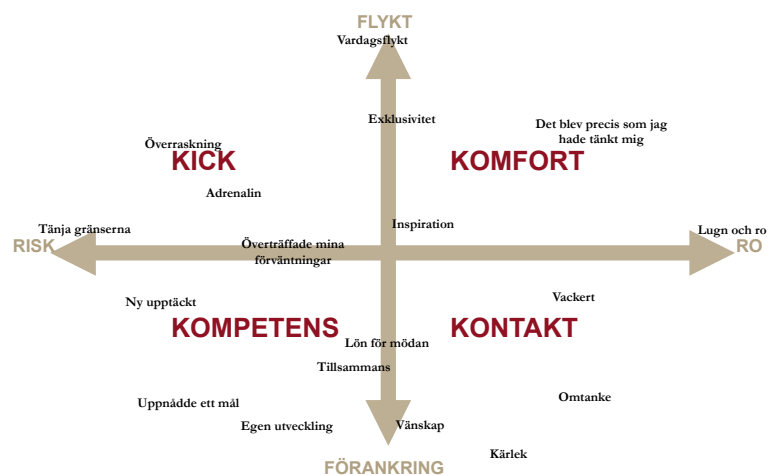 FLYKT
Vardagsflykt
Exklusivitet
Det blev precis som jag
hade tänkt mig
Överraskning
KICK
KOMFORT
Adrenalin
Inspiration
Tänja gränserna
Lugn och ro
RISK
Överträffade mina
förväntningar
RO
Ny upptäckt
Vackert
KOMPETENS
KONTAKT
Lön för mödan
Tillsammans
Omtanke
Uppnådde ett mål
Egen utveckling
Vänskap
Kärlek
FÖRANKRING